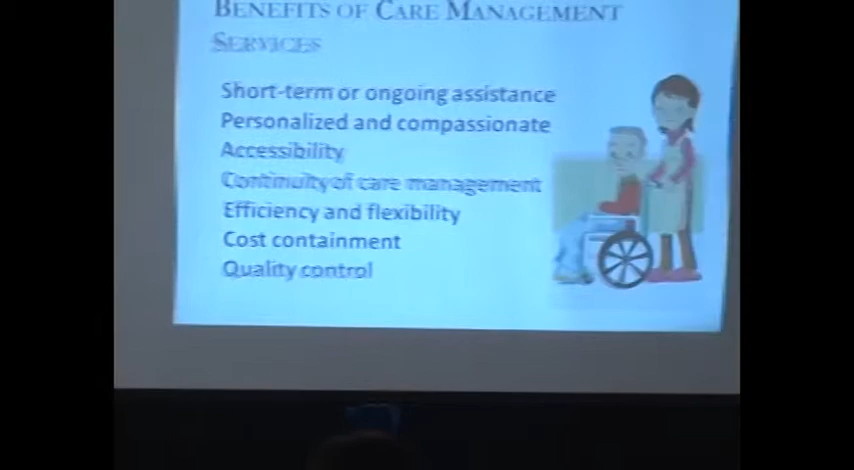 BENEFITS OF CARE MANAGEMENT
SERVICES
Short-term or ongoing assistance
Personalized and compassionate
Accessibility
Continuity of care management
Efficiency and flexibility
Cost containment
Quality control